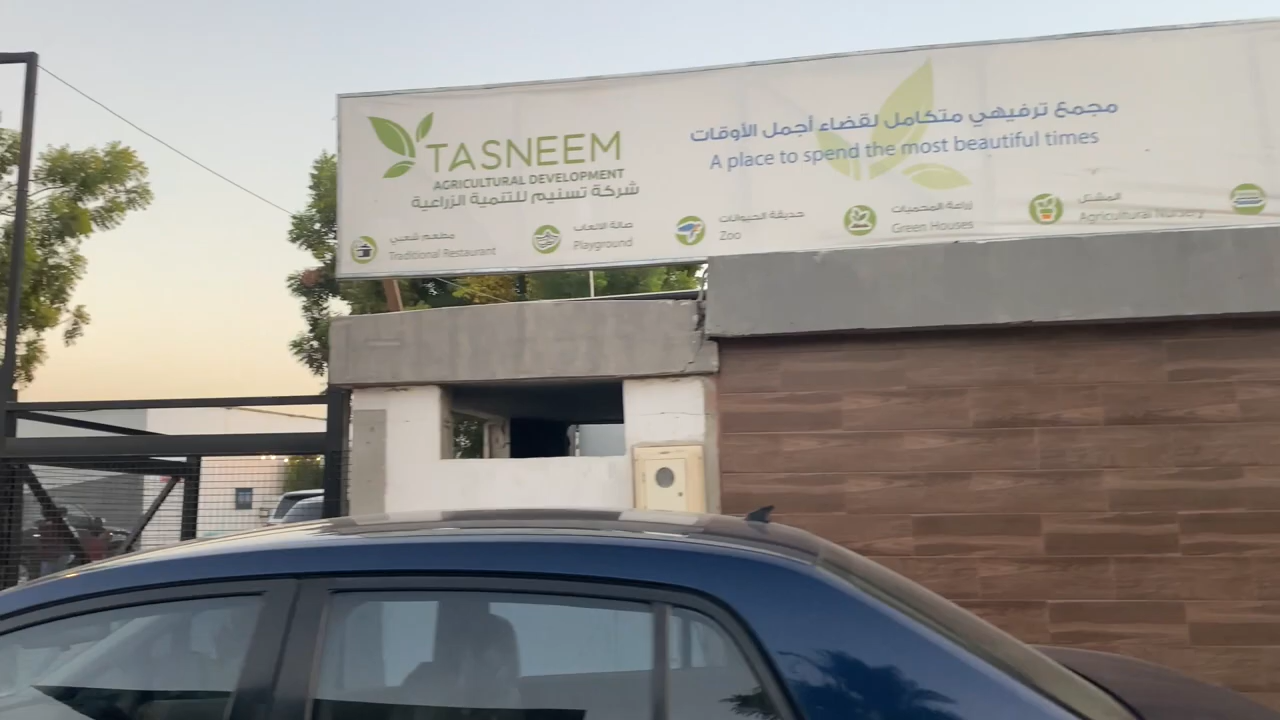 TASNEEM
AGRICULTURAL DEVELOPMENT
شركة تسنيم للتنمية الزراعية
مجمع ترفيهي متكامل لقضاء أجمل الأوقات
A place to spend the most beautiful times
مطعم شعبي
Traditional Restaurant
صالة الالعاب
Playground
حديقة الحيوانات
Zoo
زراعة المحميات
Green Houses
المشتل
Agricultural Nursery